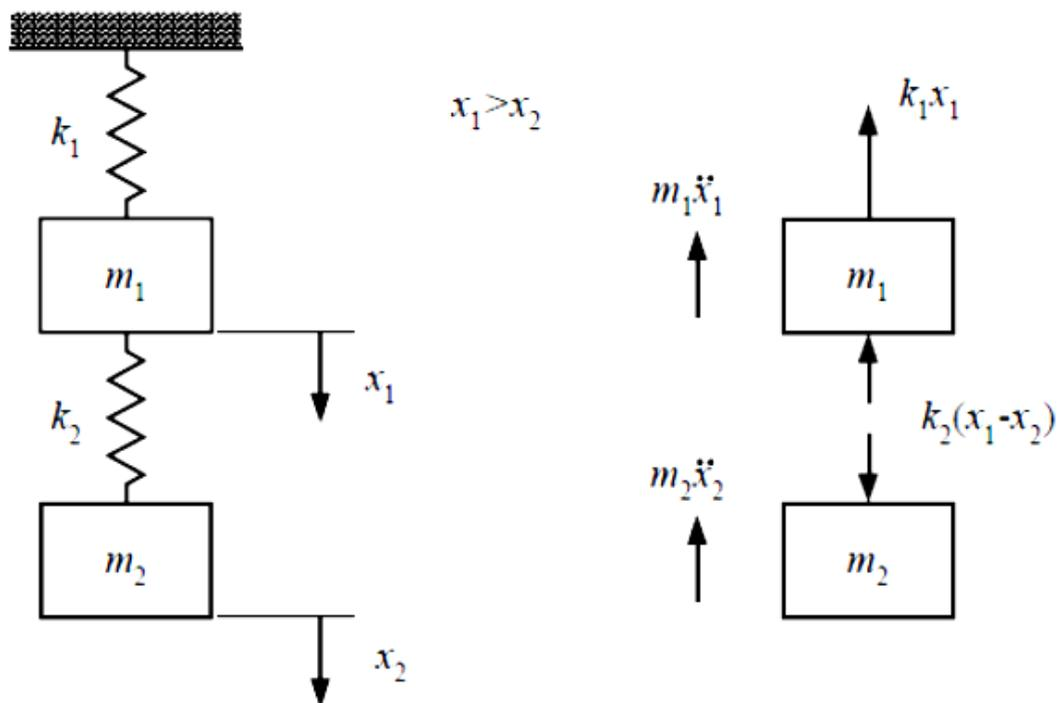 x₁>x₂
k₁
m₁
x₁
k₂
m₂
x₂
k₁x₁
m₁ẍ₁
m₁
k₂(x₁-x₂)
m₂ẍ₂
m₂